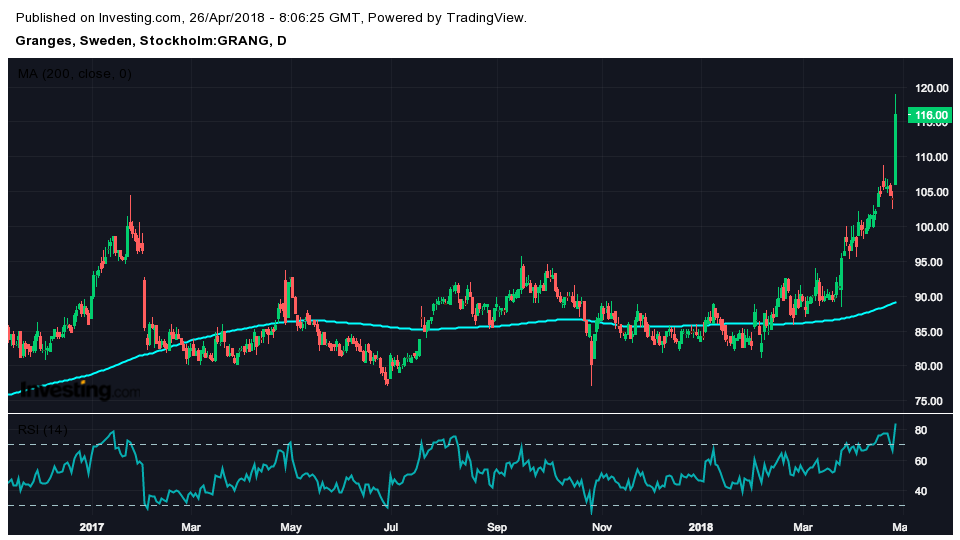 Published on Investing.com, 26/Apr/2018 - 8:06:25 GMT, Powered by TradingView.
Granges, Sweden, Stockholm:GRANG, D
MA (200, close, 0)
120.00
116.00
115.00
110.00
105.00
100.00
95.00
90.00
85.00
80.00
75.00
Investing.com
RSI (14)
80
60
40
2017 Mar May Jul Sep Nov 2018 Mar Ma